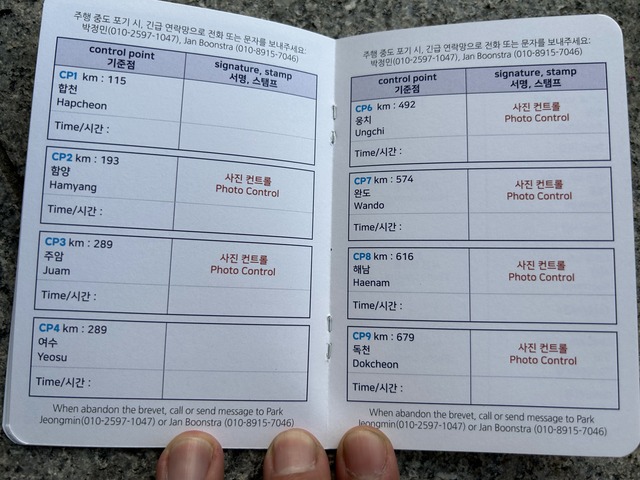 주행 중도 포기 시, 긴급 연락망으로 전화 또는 문자를 보내주세요:
박정민(010-2597-1047), Jan Boonstra (010-8915-7046)
control point
기준점
signature, stamp
서명, 스탬프
CP1 km : 115
합천
Hapcheon
Time/시간 :
CP2 km : 193
함양
Hamyang
사진 컨트롤
Photo Control
Time/시간 :
CP3 km : 289
주암
Juam
사진 컨트롤
Photo Control
Time/시간 :
CP4 km : 289
여수
Yeosu
Time/시간 :
When abandon the brevet, call or send message to Park
Jeongmin(010-2597-1047) or Jan Boonstra (010-8915-7046)
주행 중도 포기 시, 긴급 연락망으로 전화 또는 문자를 보내주세요:
박정민(010-2597-1047), Jan Boonstra (010-8915-7046)
control point
기준점
signature, stamp
서명, 스탬프
CP6 km : 492
웅치
Ungchi
사진 컨트롤
Photo Control
Time/시간 :
CP7 km : 574
완도
Wando
사진 컨트롤
Photo Control
Time/시간 :
CP8 km : 616
해남
Haenam
사진 컨트롤
Photo Control
Time/시간 :
CP9 km : 679
독천
Dokcheon
사진 컨트롤
Photo Control
Time/시간 :
When abandon the brevet, call or send message to Park
Jeongmin(010-2597-1047) or Jan Boonstra (010-8915-7046)